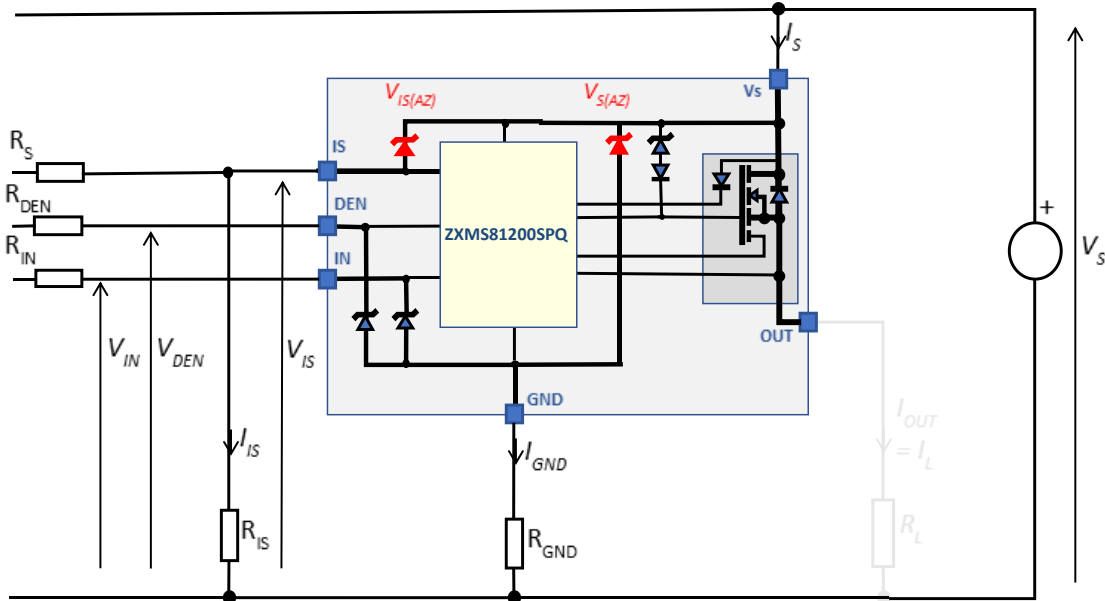 I_S
V_IS(AZ)
V_S(AZ)
Vs
R_S
IS
R_DEN
DEN
ZXMS81200SPQ
R_IN
IN
+
V_S
V_IN
V_DEN
V_IS
OUT
GND
I_OUT
= I_L
I_IS
I_GND
R_IS
R_GND
R_L